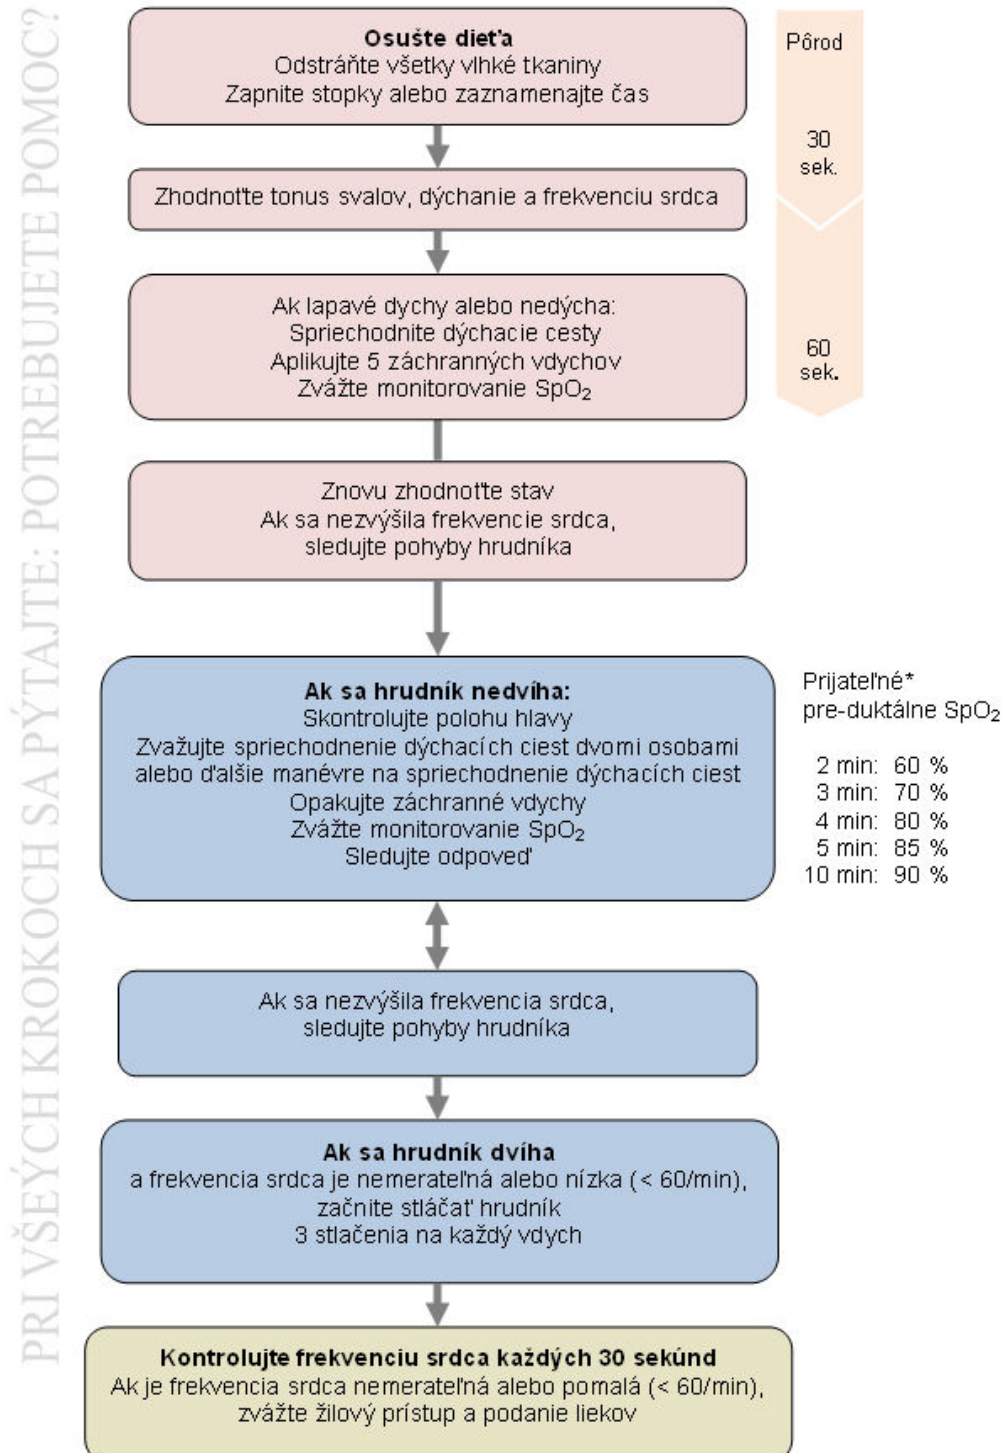 PRI VŠEÝCH KROKOCH SA PÝTAJTE: POTREBUJETE POMOC?
Osušte dieťa
Odstráňte všetky vlhké tkaniny
Zapnite stopky alebo zaznamenajte čas
Pôrod
30
sek.
Zhodnoťte tonus svalov, dýchanie a frekvenciu srdca
Ak lapavé dychy alebo nedýcha:
Spriechodnite dýchacie cesty
Aplikujte 5 záchranných vdychov
Zvážte monitorovanie SpO₂
60
sek.
Znovu zhodnoťte stav
Ak sa nezvýšila frekvencie srdca,
sledujte pohyby hrudníka
Ak sa hrudník nedvíha:
Skontrolujte polohu hlavy
Zvažujte spriechodnenie dýchacích ciest dvomi osobami
alebo ďalšie manévre na spriechodnenie dýchacích ciest
Opakujte záchranné vdychy
Zvážte monitorovanie SpO₂
Sledujte odpoveď
Prijateľné*
pre-duktálne SpO₂
2 min: 60 %
3 min: 70 %
4 min: 80 %
5 min: 85 %
10 min: 90 %
Ak sa nezvýšila frekvencia srdca,
sledujte pohyby hrudníka
Ak sa hrudník dvíha
a frekvencia srdca je nemerateľná alebo nízka (< 60/min),
začnite stláčať hrudník
3 stlačenia na každý vdych
Kontrolujte frekvenciu srdca každých 30 sekúnd
Ak je frekvencia srdca nemerateľná alebo pomalá (< 60/min),
zvážte žilový prístup a podanie liekov